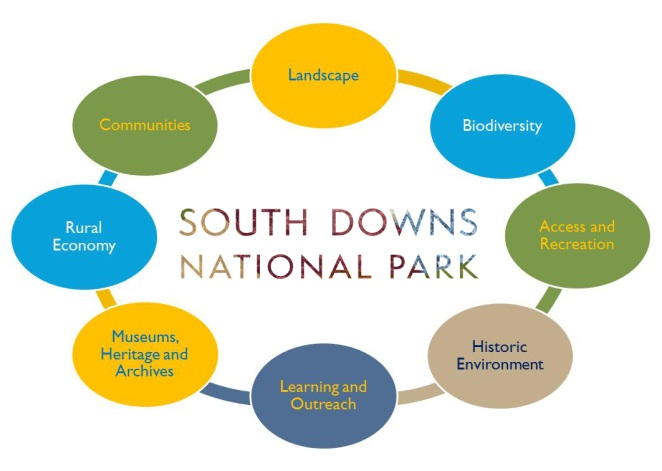 Landscape
Communities
Biodiversity
Rural
Economy
SOUTH DOWNS
NATIONAL PARK
Access and
Recreation
Museums,
Heritage and
Archives
Historic
Environment
Learning and
Outreach